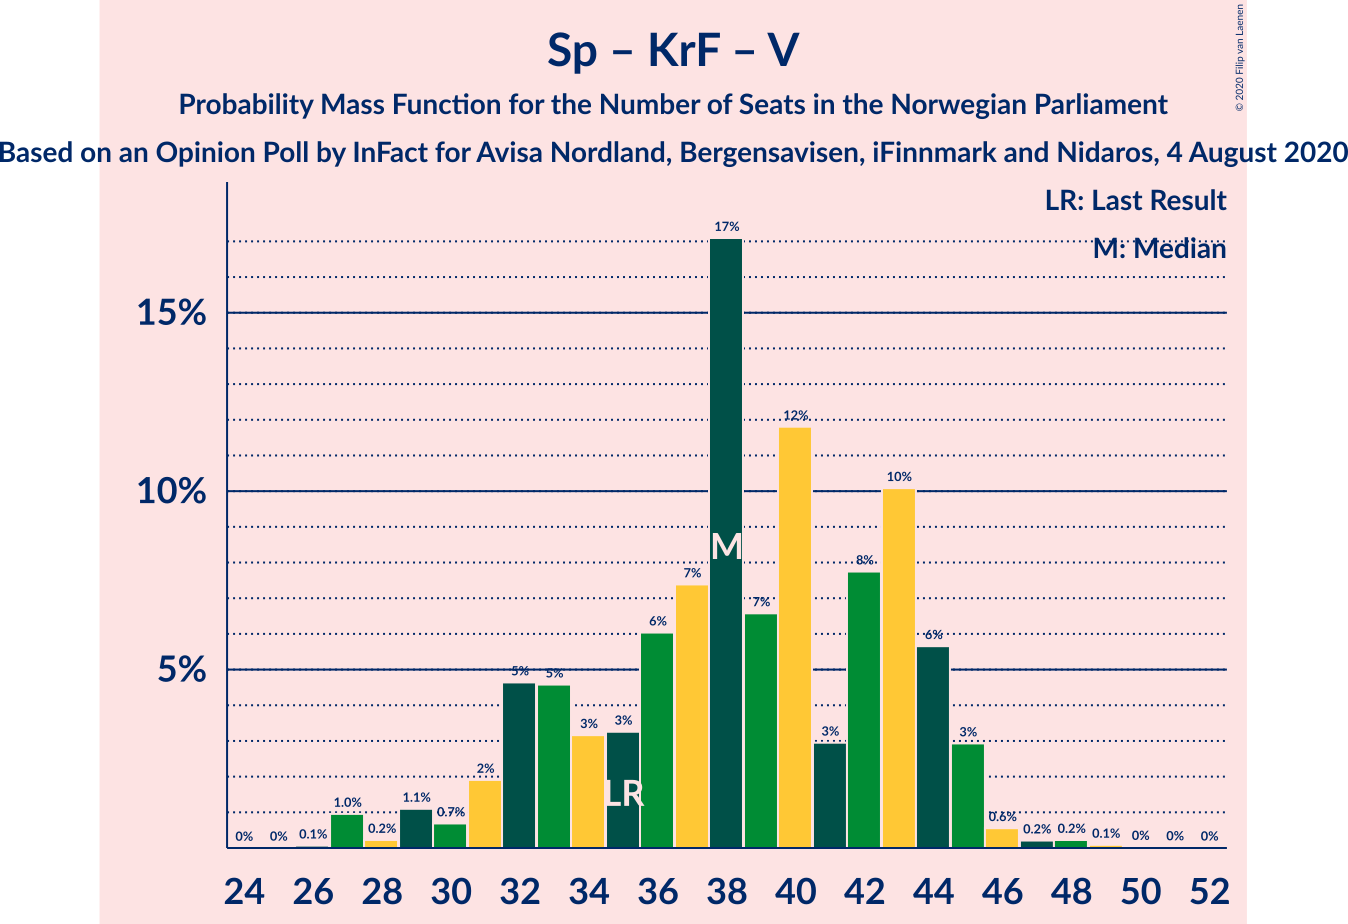 Sp – KrF – V
Probability Mass Function for the Number of Seats in the Norwegian Parliament
Based on an Opinion Poll by InFact for Avisa Nordland, Bergensavisen, iFinnmark and Nidaros, 4 August 2020
© 2020 Filip van Laenen
LR: Last Result
M: Median
15%
10%
5%
0% 0% 0.1% 1.0% 0.2% 1.1% 0.7% 2% 5% 5% 3% 3% 6% 7% 17% 7% 12% 3% 8% 10% 6% 3% 0.6% 0.2% 0.2% 0.1% 0% 0% 0%
M
LR
24 26 28 30 32 34 36 38 40 42 44 46 48 50 52